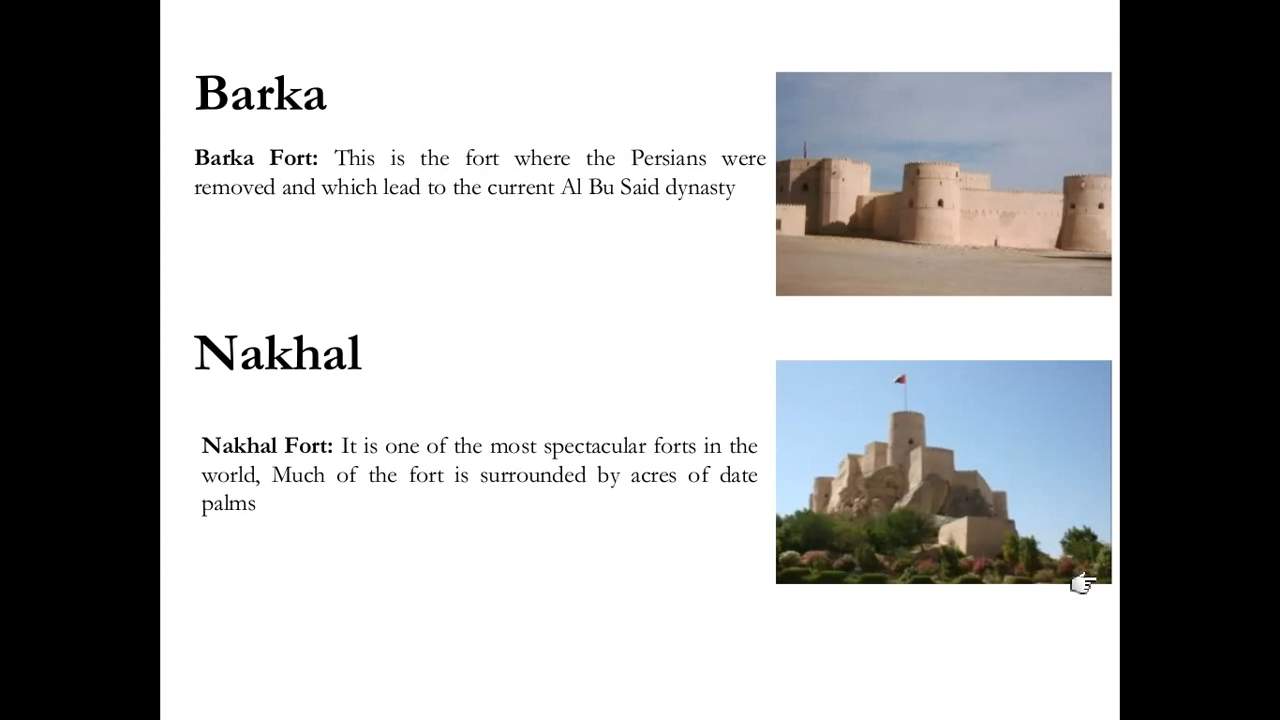 Barka
Barka Fort: This is the fort where the Persians were
removed and which lead to the current Al Bu Said dynasty
Nakhal
Nakhal Fort: It is one of the most spectacular forts in the
world, Much of the fort is surrounded by acres of date
palms